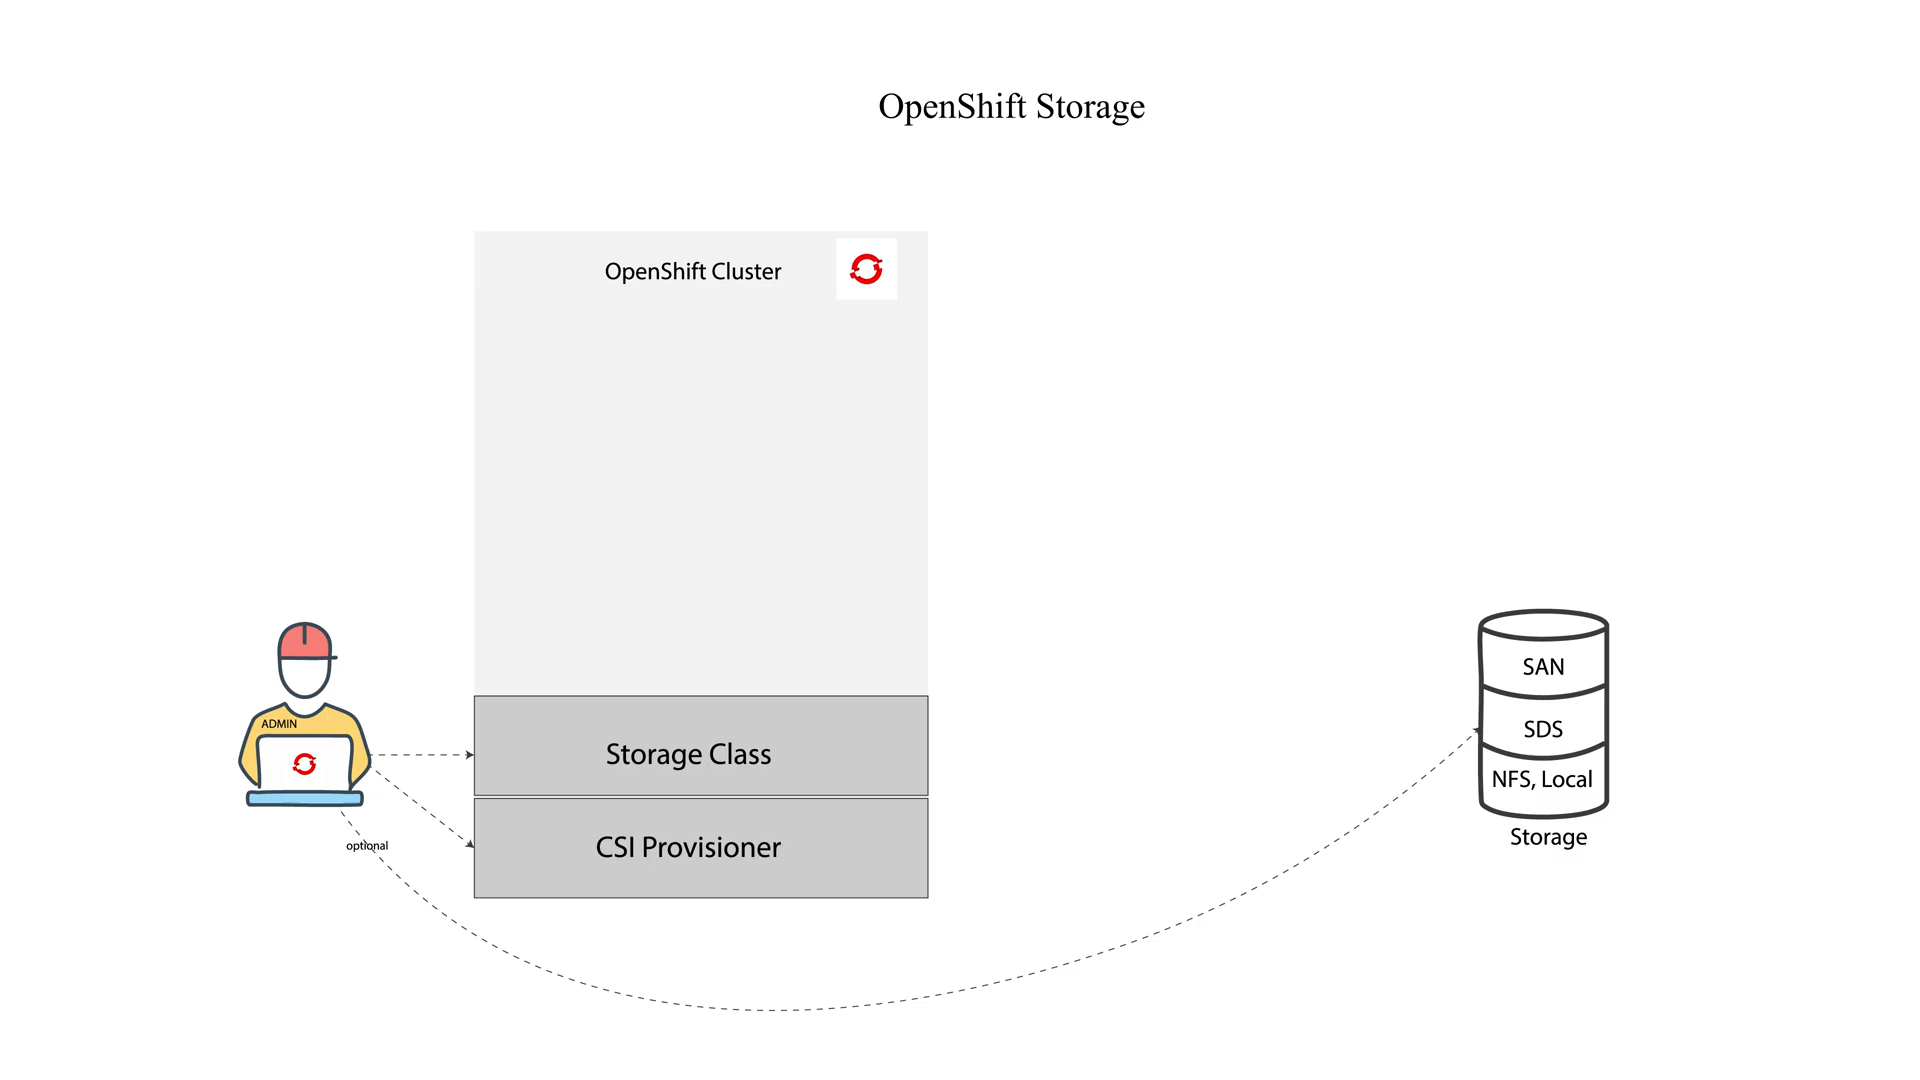 OpenShift Storage
OpenShift Cluster
ADMIN
optional
Storage Class
CSI Provisioner
SAN
SDS
NFS, Local
Storage